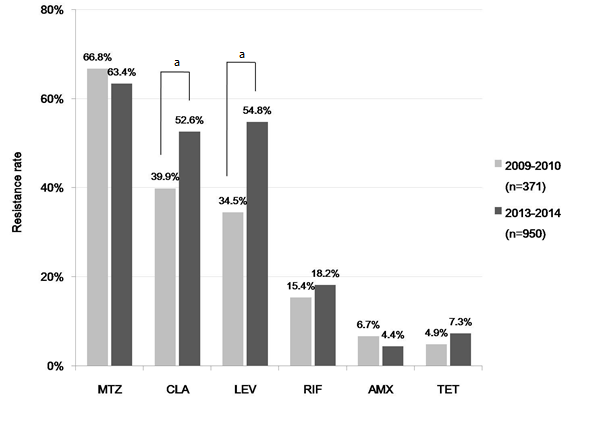 80%
60%
40%
20%
0%
Resistance rate
66.8%
63.4%
a
39.9%
52.6%
a
34.5%
54.8%
15.4%
18.2%
6.7%
4.4%
4.9%
7.3%
MTZ
CLA
LEV
RIF
AMX
TET
2009-2010
(n=371)
2013-2014
(n=950)